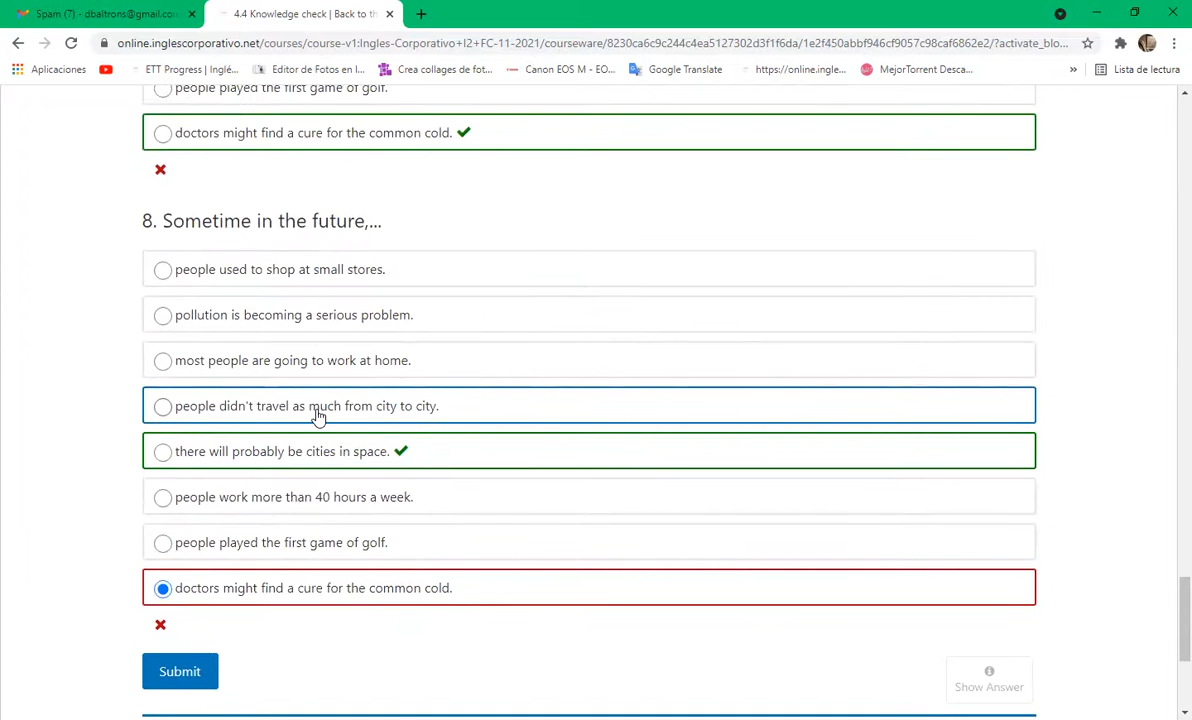 Spam (7) - dbaltrons@gmail.com
4.4 Knowledge check | Back to th
online.inglescorporativo.net/courses/course-v1:Ingles-Corporativo+I2+FC-11-2021/courseware/8230ca6c9c244c4ea5127302d3f1f6da/1e2f450abbf946cf9057c98caf6862e2/?activate_blo...
Aplicaciones
ETT Progress | Inglé...
Editor de Fotos en l...
Crea collages de fot...
Canon EOS M - EO...
Google Translate
https://online.ingle...
MejorTorrent Desca...
»
Lista de lectura
people played the first game of golf.
doctors might find a cure for the common cold.
8. Sometime in the future,...
people used to shop at small stores.
pollution is becoming a serious problem.
most people are going to work at home.
people didn't travel as much from city to city.
there will probably be cities in space.
people work more than 40 hours a week.
people played the first game of golf.
doctors might find a cure for the common cold.
Submit
Show Answer